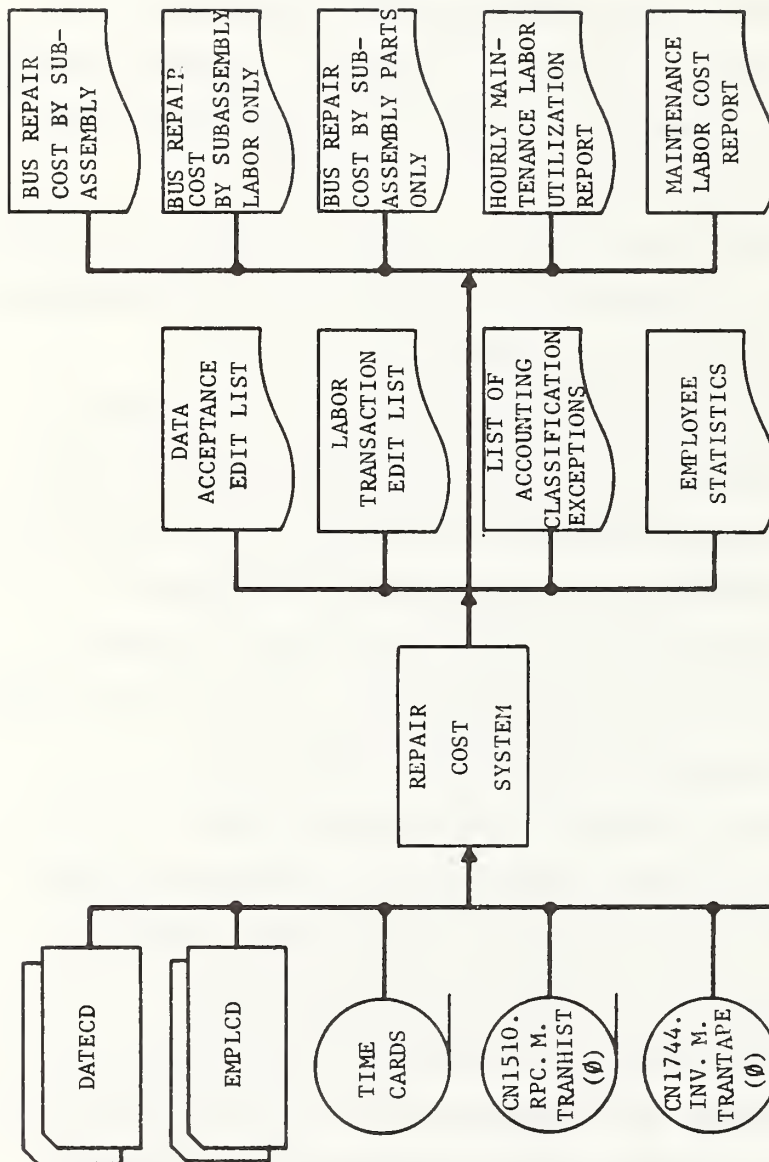 DATECD
EMPLCD
TIME
CARDS
CN1510.
RPC. M.
TRANHIST
(Ø)
CN1744.
INV. M.
TRANTAPE
(Ø)
REPAIR
COST
SYSTEM
DATA
ACCEPTANCE
EDIT LIST
LABOR
TRANSACTION
EDIT LIST
LIST OF
ACCOUNTING
CLASSIFICATION
EXCEPTIONS
EMPLOYEE
STATISTICS
BUS REPAIR
COST BY SUB-
ASSEMBLY
BUS REPAIR
COST
BY SUBASSEMBLY
LABOR ONLY
BUS REPAIR
COST BY SUB-
ASSEMBLY PARTS
ONLY
HOURLY MAIN-
TENANCE LABOR
UTILIZATION
REPORT
MAINTENANCE
LABOR COST
REPORT